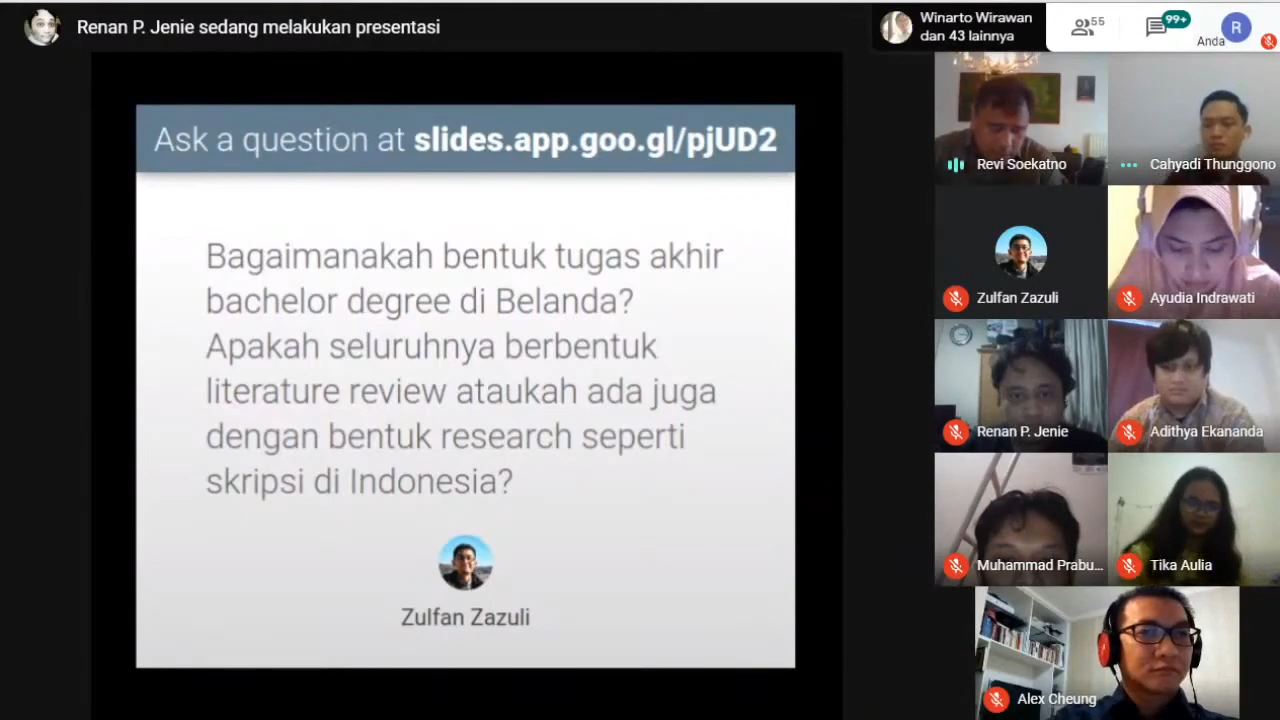 Renan P. Jenie sedang melakukan presentasi
Winarto Wirawan
dan 43 lainnya
55
99+
Anda
R
Ask a question at slides.app.goo.gl/pjUD2
Bagaimanakah bentuk tugas akhir
bachelor degree di Belanda?
Apakah seluruhnya berbentuk
literature review ataukah ada juga
dengan bentuk research seperti
skripsi di Indonesia?
Zulfan Zazuli
Revi Soekatno
Cahyadi Thunggono
Zulfan Zazuli
Ayudia Indrawati
Renan P. Jenie
Adithya Ekananda
Muhammad Prabu...
Tika Aulia
Alex Cheung